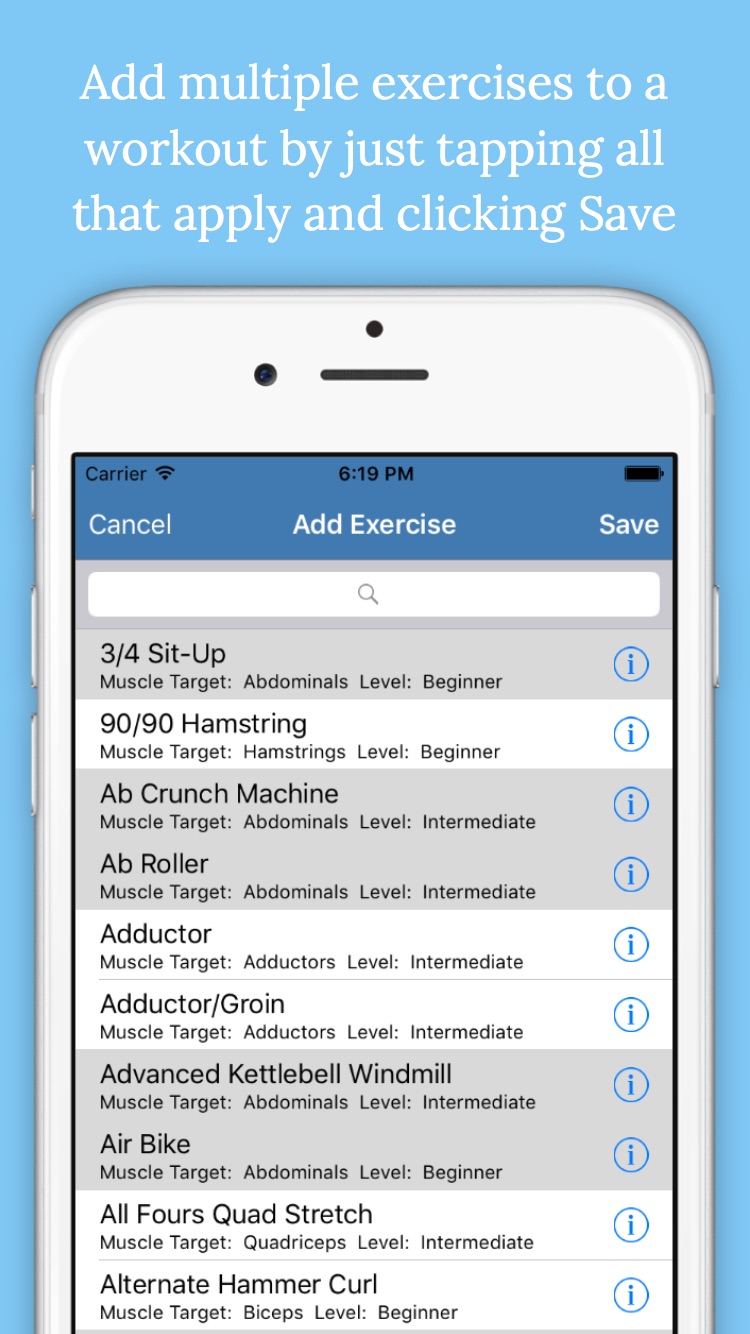 Add multiple exercises to a
workout by just tapping all
that apply and clicking Save
Carrier 6:19 PM
Cancel Add Exercise Save
3/4 Sit-Up
Muscle Target: Abdominals Level: Beginner
90/90 Hamstring
Muscle Target: Hamstrings Level: Beginner
Ab Crunch Machine
Muscle Target: Abdominals Level: Intermediate
Ab Roller
Muscle Target: Abdominals Level: Intermediate
Adductor
Muscle Target: Adductors Level: Intermediate
Adductor/Groin
Muscle Target: Adductors Level: Intermediate
Advanced Kettlebell Windmill
Muscle Target: Abdominals Level: Intermediate
Air Bike
Muscle Target: Abdominals Level: Beginner
All Fours Quad Stretch
Muscle Target: Quadriceps Level: Intermediate
Alternate Hammer Curl
Muscle Target: Biceps Level: Beginner